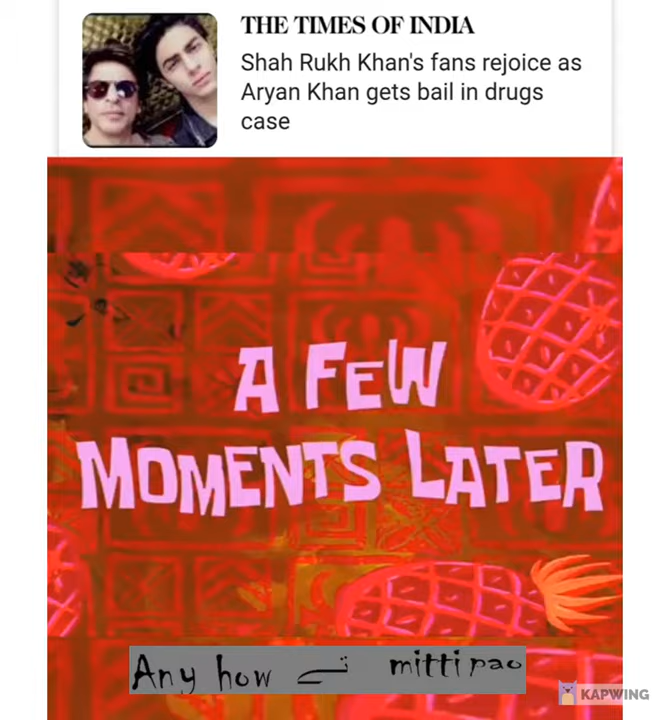 THE TIMES OF INDIA
Shah Rukh Khan's fans rejoice as
Aryan Khan gets bail in drugs
case
A FEW
MOMENTS LATER
Any how تے mitti pao
KAPWING